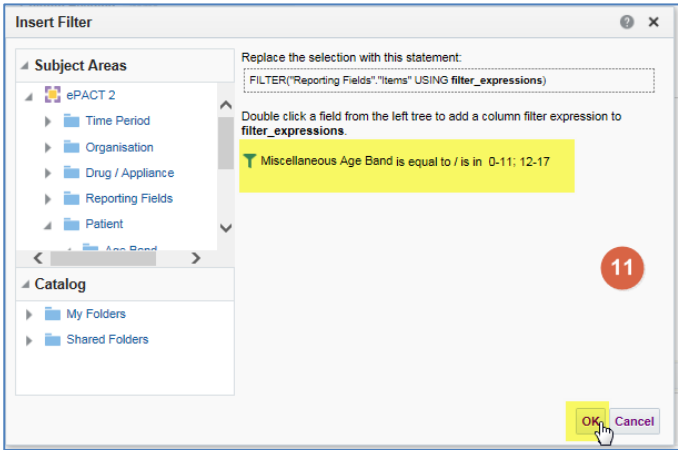 Insert Filter
Subject Areas
ePACT 2
Time Period
Organisation
Drug / Appliance
Reporting Fields
Patient
Age Band
Catalog
My Folders
Shared Folders
Replace the selection with this statement:
FILTER("Reporting Fields"."Items" USING filter_expressions)
Double click a field from the left tree to add a column filter expression to
filter_expressions.
Miscellaneous Age Band is equal to / is in 0-11; 12-17
11
OK Cancel